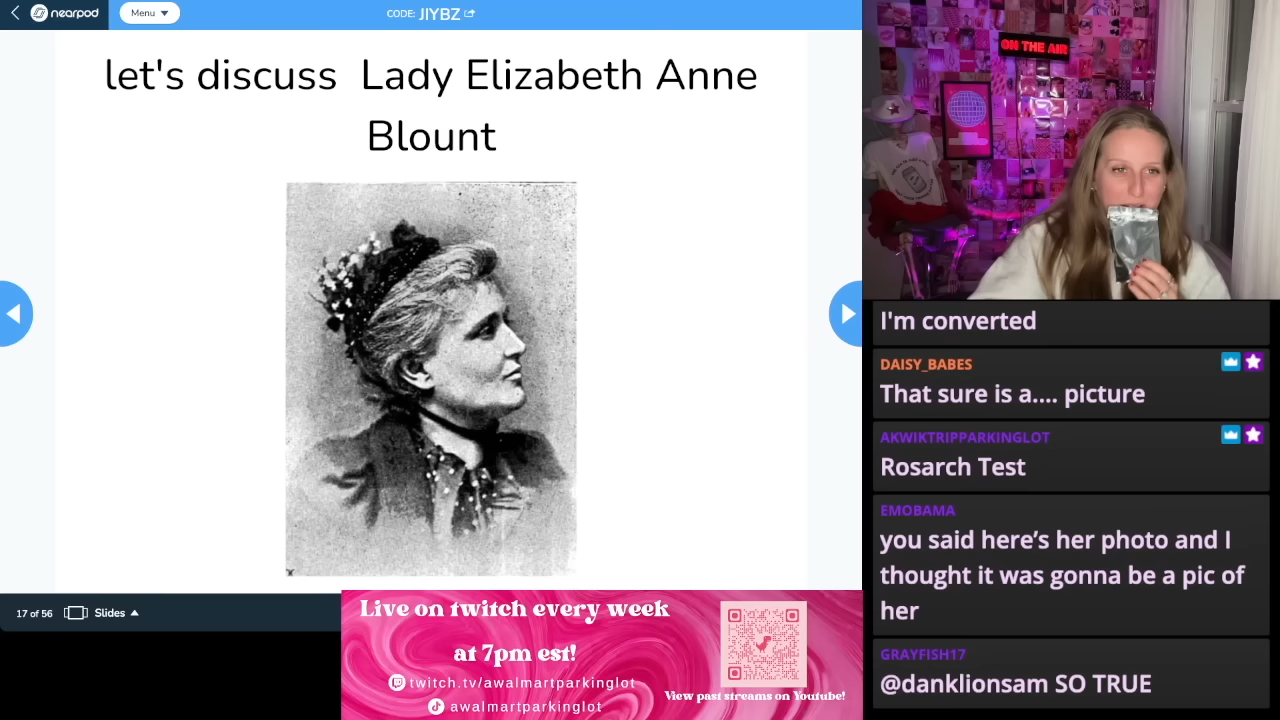 nearpod
Menu
CODE: JIYBZ
let's discuss Lady Elizabeth Anne
Blount
17 of 56
Slides
Live on twitch every week
at 7pm est!
twitch.tv/awalmartparkinglot
awalmartparkinglot
View past streams on Youtube!
ON THE AIR
I'm converted
DAISY_BABES
That sure is a.... picture
AKWIKTRIPPARKINGLOT
Rosarch Test
EMOBAMA
you said here's her photo and I
thought it was gonna be a pic of
her
GRAYFISH17
@danklionsam SO TRUE